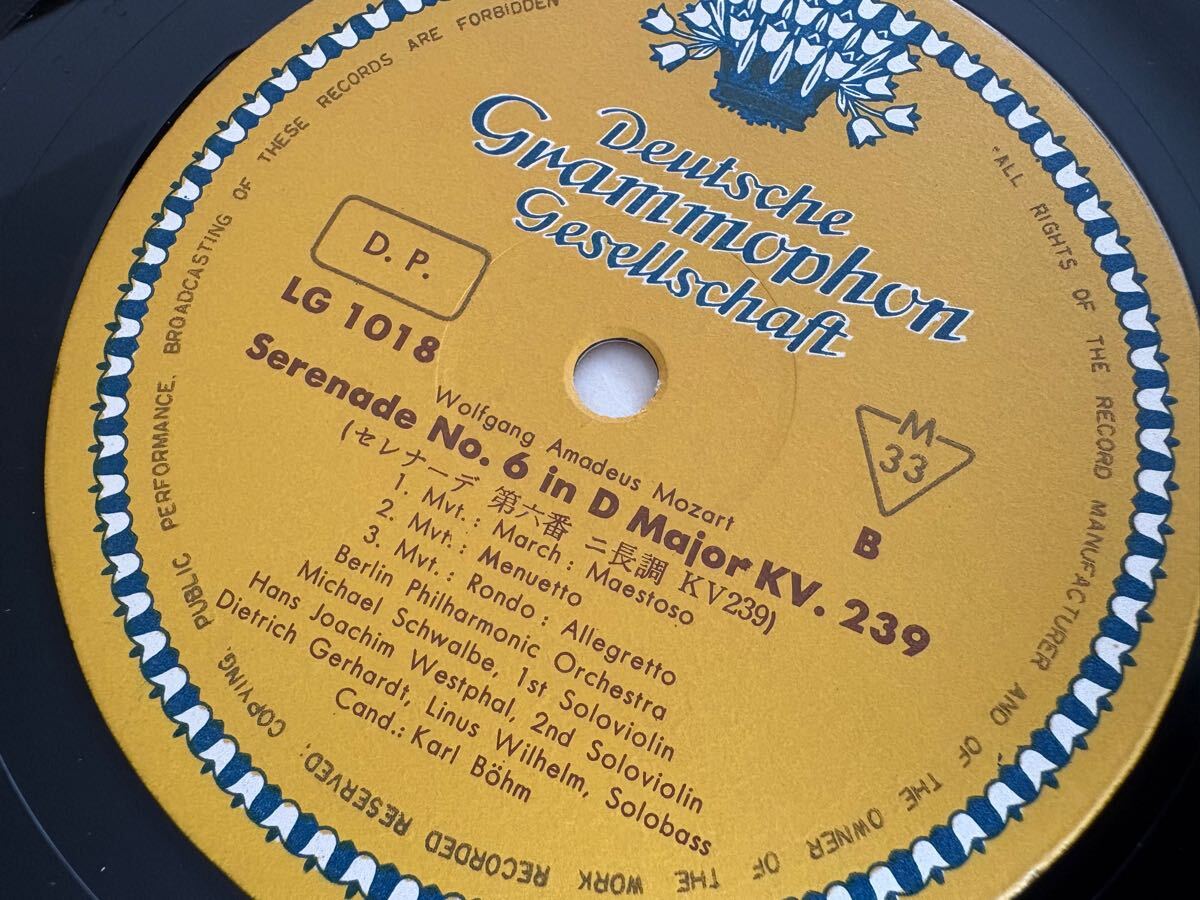 Deutsche
Grammophon
Gesellschaft
D. P.
LG 1018
M
33
B
Wolfgang Amadeus Mozart
Serenade No. 6 in D Major KV. 239
(セレナーデ 第六番 ニ長調 KV239)
1. Mvt.: March: Maestoso
2. Mvt.: Menuetto
3. Mvt.: Rondo: Allegretto
Berlin Philharmonic Orchestra
Michael Schwalbe, 1st Soloviolin
Hans Joachim Westphal, 2nd Soloviolin
Dietrich Gerhardt, Linus Wilhelm, Solobass
Cand.: Karl Böhm
ALL RIGHTS OF THE RECORD MANUFACTURER AND OF THE OWNER OF THE WORK RECORDED RESERVED: COPYING, PUBLIC PERFORMANCE, BROADCASTING OF THESE RECORDS ARE FORBIDDEN